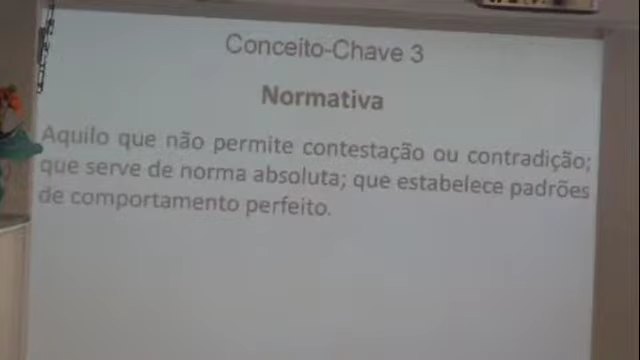 Conceito-Chave 3
Normativa
Aquilo que não permite contestação ou contradição;
que serve de norma absoluta; que estabelece padrões
de comportamento perfeito.